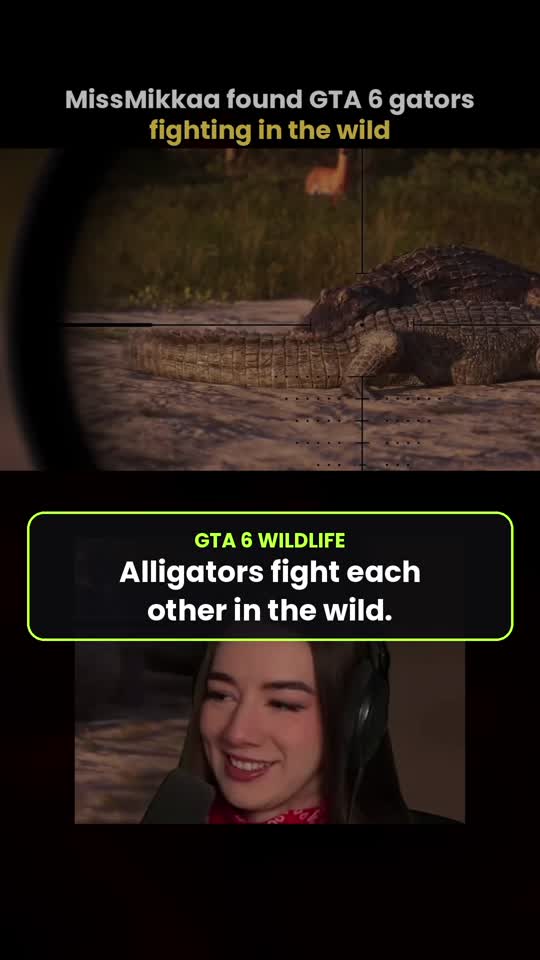 MissMikkaa found GTA 6 gators
fighting in the wild
GTA 6 WILDLIFE
Alligators fight each
other in the wild.